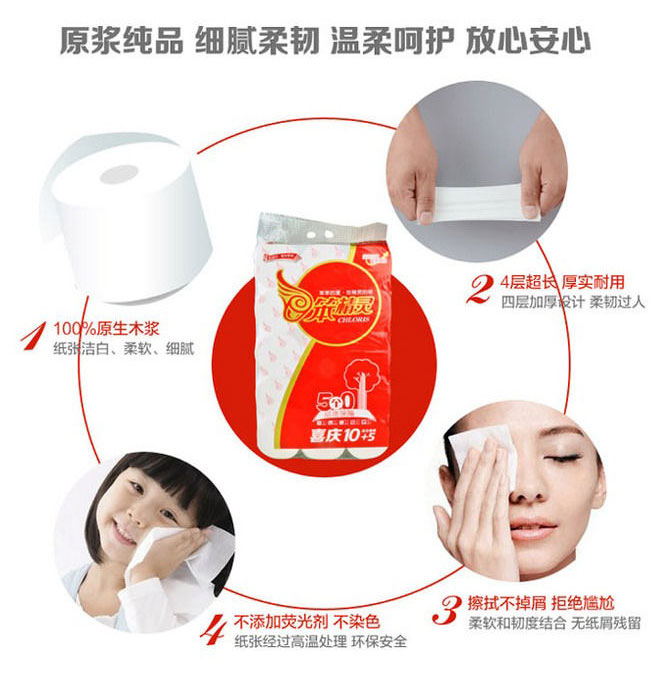 原浆纯品 细腻柔韧 温柔呵护 放心安心
1 100%原生木浆
纸张洁白、柔软、细腻
2 4层超长 厚实耐用
四层加厚设计 柔韧过人
笨精灵
CHLORIS
500
喜庆10+5
3 擦拭不掉屑 拒绝尴尬
柔软和韧度结合 无纸屑残留
4 不添加荧光剂 不染色
纸张经过高温处理 环保安全